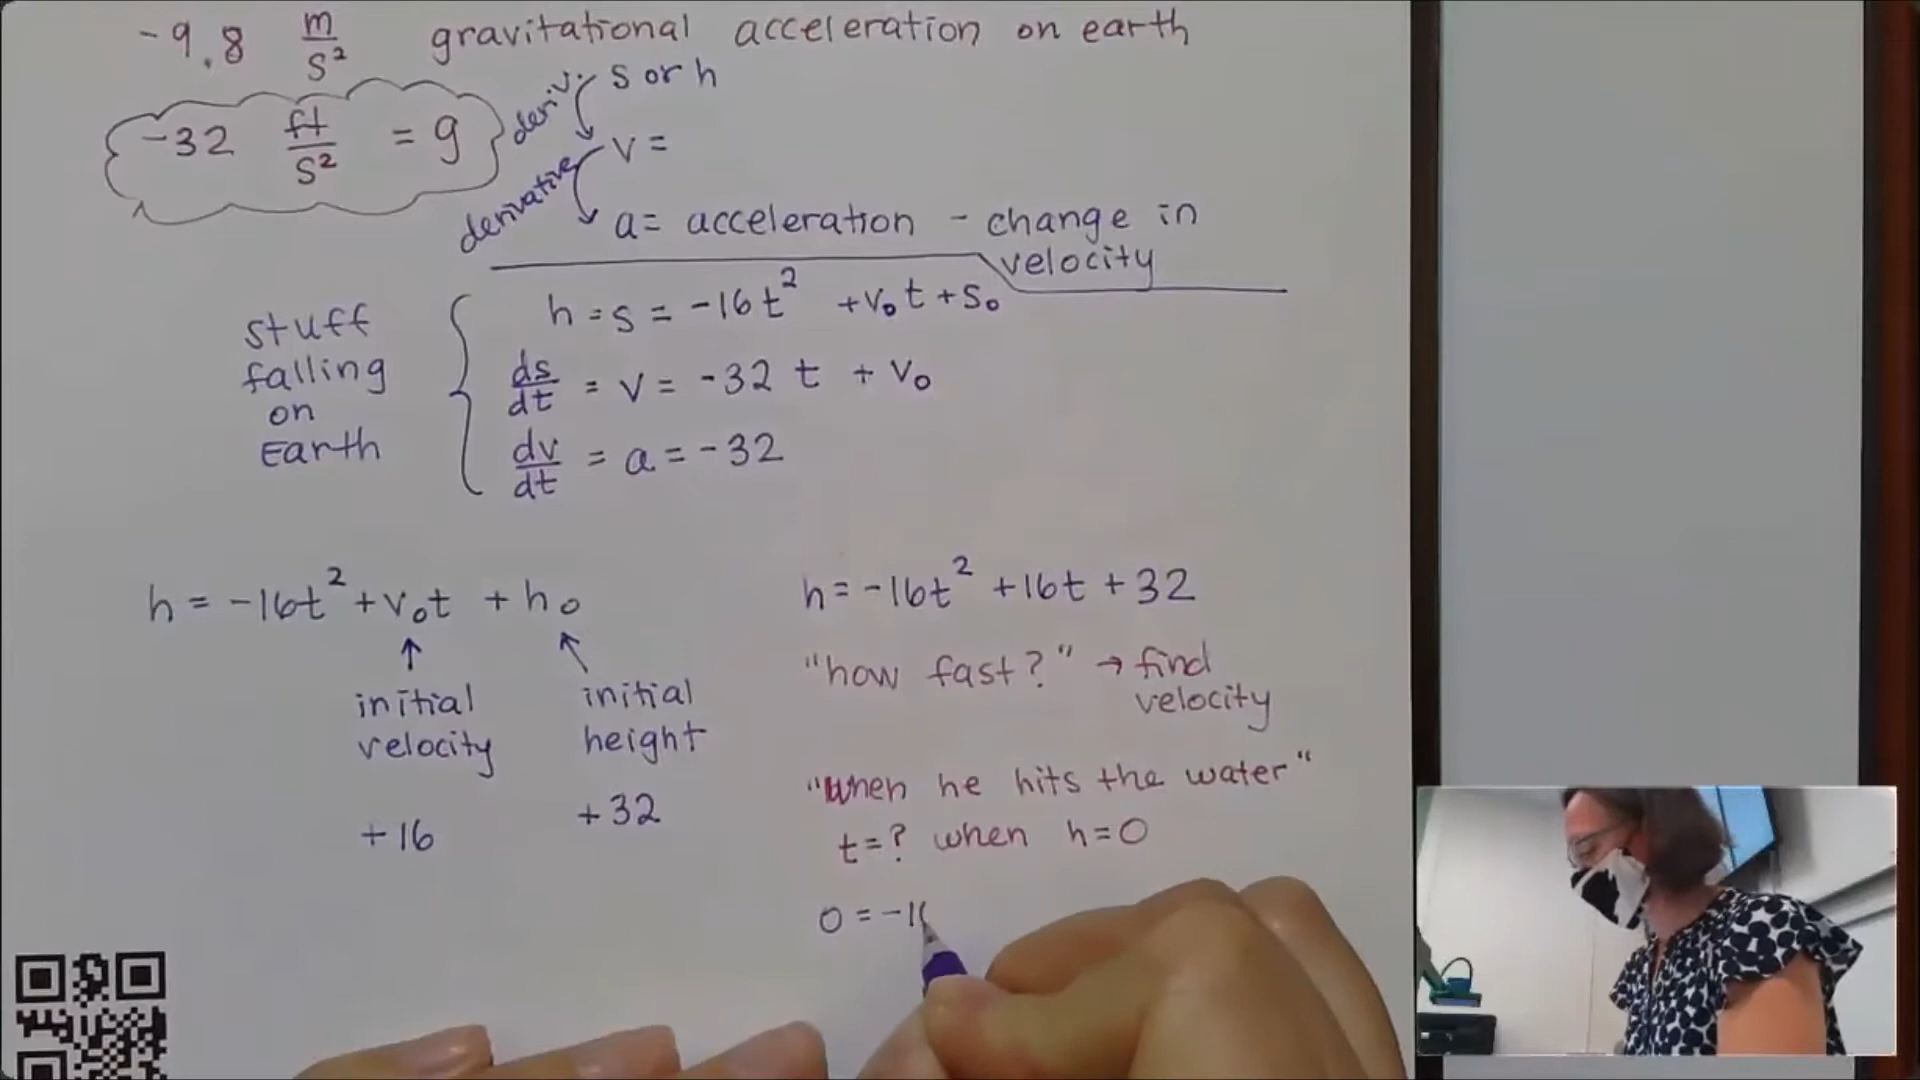 -9.8 m/s² gravitational acceleration on earth
-32 ft/s² = g
deriv. s or h
v =
derivative
a = acceleration - change in
velocity
stuff
falling
on
Earth
h = s = -16t² + v₀t + s₀
ds/dt = v = -32t + v₀
dv/dt = a = -32
h = -16t² + v₀t + h₀
↑ ↖
initial
velocity
initial
height
+16
+32
h = -16t² + 16t + 32
"how fast?" → find
velocity
"when he hits the water"
t = ? when h = 0
0 = -16